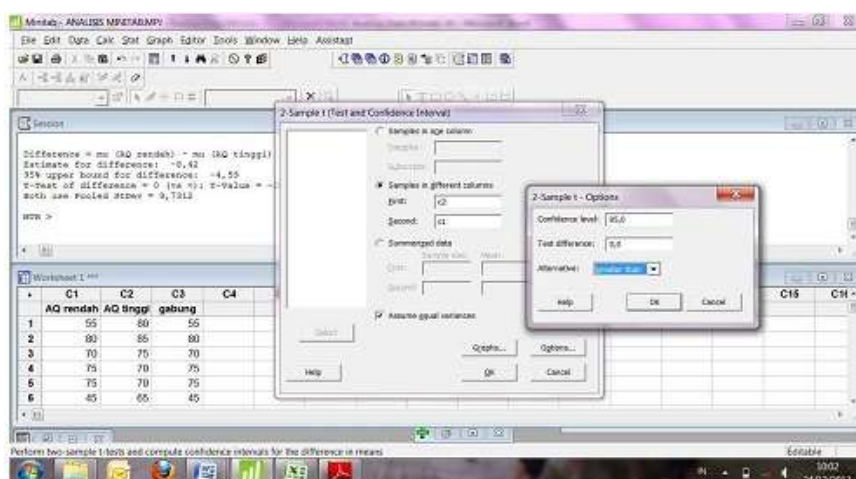 Minitab - ANALISIS MINITAB.MPJ
File Edit Data Calc Stat Graph Editor Tools Window Help Assistant
Session
Difference = mu (AQ rendah) - mu (AQ tinggi)
Estimate for difference:
95% upper bound for difference: -4,55
T-Test of difference = 0 (vs <): T-Value =
Both use Pooled StDev = 9,7312
MTB >
2-Sample t (Test and Confidence Interval)
Samples in one column
Samples:
Subscripts:
Samples in different columns
First: c2
Second: c1
Summarized data
Sample size: Mean:
First:
Second:
Assume equal variances
Select
Graphs... Options...
Help OK Cancel
2-Sample t - Options
Confidence level: 95,0
Test difference: 0,0
Alternative: greater than
Help OK Cancel
Worksheet 1 ***
C1 C2 C3 C4 C15 C16
AQ rendah AQ tinggi gabung
1 55 80 55
2 80 85 80
3 70 75 70
4 75 70 75
5 75 70 75
6 45 65 45
Perform two-sample t-tests and compute confidence intervals for the difference in means
Editable
IN
10:02